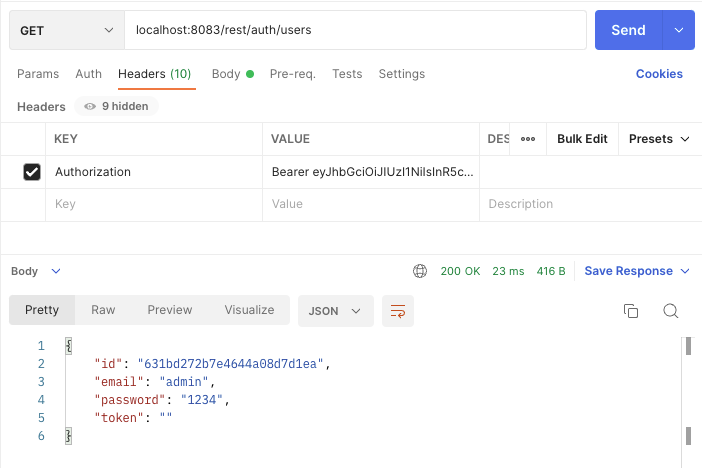 GET localhost:8083/rest/auth/users Send
Params Auth Headers (10) Body Pre-req. Tests Settings Cookies
Headers 9 hidden
KEY VALUE DES ••• Bulk Edit Presets
Authorization Bearer eyJhbGciOiJIUzI1NiIsInR5c...
Key Value Description
Body 200 OK 23 ms 416 B Save Response
Pretty Raw Preview Visualize JSON
1 {
2 "id": "631bd272b7e4644a08d7d1ea",
3 "email": "admin",
4 "password": "1234",
5 "token": ""
6 }